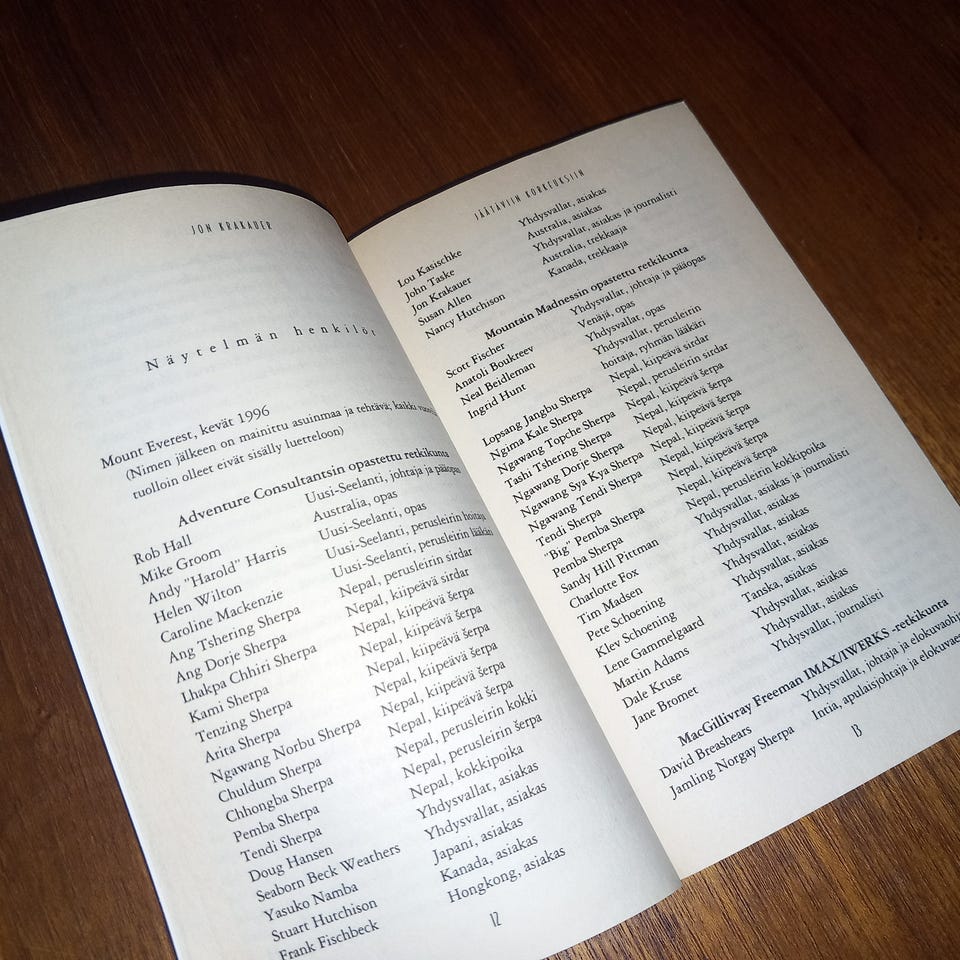 JON KRAKAUER
Näytelmän henkilöt
Mount Everest, kevät 1996
(Nimen jälkeen on mainittu asuinmaa ja tehtävä; kaikki
tuolloin olleet eivät sisälly luetteloon)
Adventure Consultantsin opastettu retkikunta
Rob Hall Uusi-Seelanti, johtaja ja pääopas
Mike Groom Australia, opas
Andy "Harold" Harris Uusi-Seelanti, opas
Helen Wilton Uusi-Seelanti, perusleirin hoitaja
Caroline Mackenzie Uusi-Seelanti, perusleirin lääkäri
Ang Tshering Sherpa Nepal, perusleirin sirdar
Ang Dorje Sherpa Nepal, kiipeävä sirdar
Lhakpa Chhiri Sherpa Nepal, kiipeävä šerpa
Kami Sherpa Nepal, kiipeävä šerpa
Tenzing Sherpa Nepal, kiipeävä šerpa
Arita Sherpa Nepal, kiipeävä šerpa
Ngawang Norbu Sherpa Nepal, kiipeävä šerpa
Chuldum Sherpa Nepal, kiipeävä šerpa
Chhongba Sherpa Nepal, perusleirin kokki
Pemba Sherpa Nepal, perusleirin šerpa
Tendi Sherpa Nepal, kokkipoika
Doug Hansen Yhdysvallat, asiakas
Seaborn Beck Weathers Yhdysvallat, asiakas
Yasuko Namba Japani, asiakas
Stuart Hutchison Kanada, asiakas
Frank Fischbeck Hongkong, asiakas
12
JÄÄTÄVIIN KORKEUKSIIN
Lou Kasischke Yhdysvallat, asiakas
John Taske Australia, asiakas
Jon Krakauer Yhdysvallat, asiakas ja journalisti
Susan Allen Australia, trekkaaja
Nancy Hutchison Kanada, trekkaaja
Mountain Madnessin opastettu retkikunta
Scott Fischer Yhdysvallat, johtaja ja pääopas
Anatoli Boukreev Venäjä, opas
Neal Beidleman Yhdysvallat, opas
Ingrid Hunt Yhdysvallat, perusleirin
hoitaja, ryhmän lääkäri
Lopsang Jangbu Sherpa Nepal, kiipeävä sirdar
Ngima Kale Sherpa Nepal, perusleirin sirdar
Ngawang Topche Sherpa Nepal, kiipeävä šerpa
Tashi Tshering Sherpa Nepal, kiipeävä šerpa
Ngawang Dorje Sherpa Nepal, kiipeävä šerpa
Ngawang Sya Kya Sherpa Nepal, kiipeävä šerpa
Ngawang Tendi Sherpa Nepal, kiipeävä šerpa
Tendi Sherpa Nepal, kiipeävä šerpa
"Big" Pemba Sherpa Nepal, kiipeävä šerpa
Pemba Sherpa Nepal, perusleirin kokkipoika
Sandy Hill Pittman Yhdysvallat, asiakas ja journalisti
Charlotte Fox Yhdysvallat, asiakas
Tim Madsen Yhdysvallat, asiakas
Pete Schoening Yhdysvallat, asiakas
Klev Schoening Yhdysvallat, asiakas
Lene Gammelgaard Tanska, asiakas
Martin Adams Yhdysvallat, asiakas
Dale Kruse Yhdysvallat, asiakas
Jane Bromet Yhdysvallat, journalisti
MacGillivray Freeman IMAX/IWERKS -retkikunta
David Breashears Yhdysvallat, johtaja ja
Jamling Norgay Sherpa Intia, apulaisjohtaja ja
13